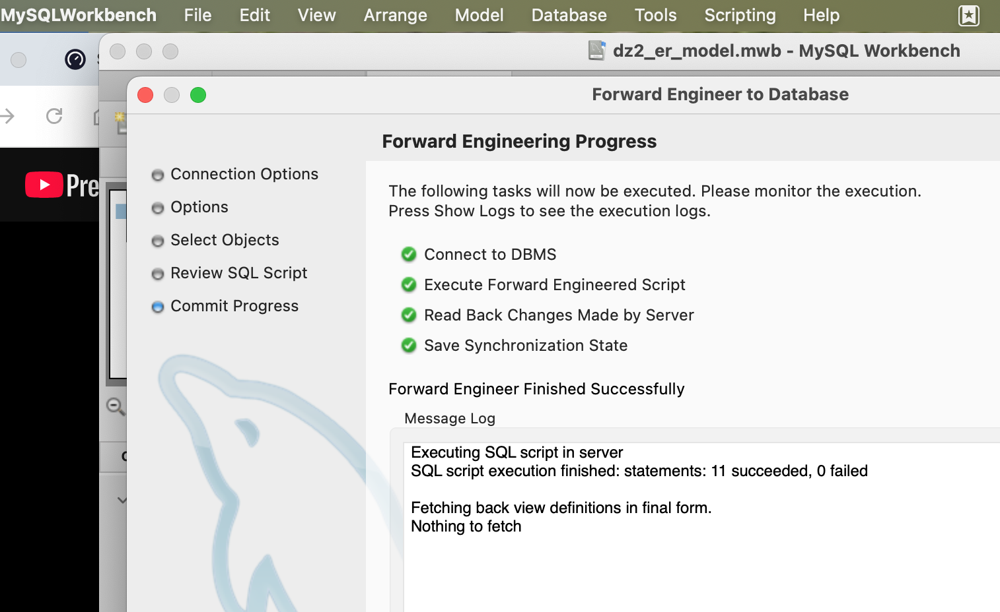 MySQLWorkbench File Edit View Arrange Model Database Tools Scripting Help
dz2_er_model.mwb - MySQL Workbench
Forward Engineer to Database
Pre
Forward Engineering Progress
Connection Options
Options
Select Objects
Review SQL Script
Commit Progress
The following tasks will now be executed. Please monitor the execution.
Press Show Logs to see the execution logs.
Connect to DBMS
Execute Forward Engineered Script
Read Back Changes Made by Server
Save Synchronization State
Forward Engineer Finished Successfully
Message Log
Executing SQL script in server
SQL script execution finished: statements: 11 succeeded, 0 failed
Fetching back view definitions in final form.
Nothing to fetch